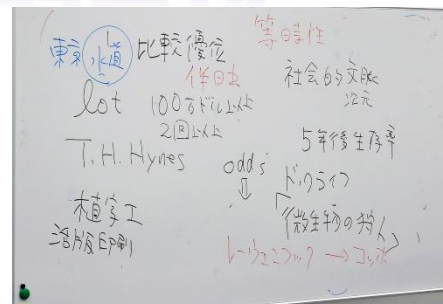 東京水道 比較優位
等時性
伴由
社会的文脈
次元
lot
100万ドル以上
2回以上
5年後生存率
T.H. Hynes
odds
⇩
ド・クライフ
「微生物の狩人」
植字工
活版印刷
レーウェンフック → コッホ